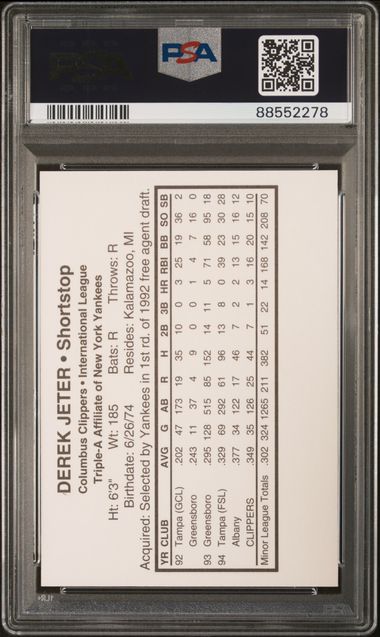 PSA
88552278
DEREK JETER • Shortstop
Columbus Clippers • International League
Triple-A Affiliate of New York Yankees
Ht: 6'3" Wt: 185 Bats: R Throws: R
Birthdate: 6/26/74 Resides: Kalamazoo, MI
Acquired: Selected by Yankees in 1st rd. of 1992 free agent draft.
YR CLUB AVG G AB R H 2B 3B HR RBI BB SO SB
92 Tampa (GCL) .202 47 173 19 35 10 0 3 25 19 36 2
Greensboro .243 11 37 4 9 0 0 1 4 7 16 0
93 Greensboro .295 128 515 85 152 14 11 5 71 58 95 18
94 Tampa (FSL) .329 69 292 61 96 13 8 0 39 23 30 28
Albany .377 34 122 17 46 7 2 2 13 15 16 12
CLIPPERS .349 35 126 25 44 7 1 3 16 20 15 10
Minor League Totals .302 324 1265 211 382 51 22 14 168 142 208 70